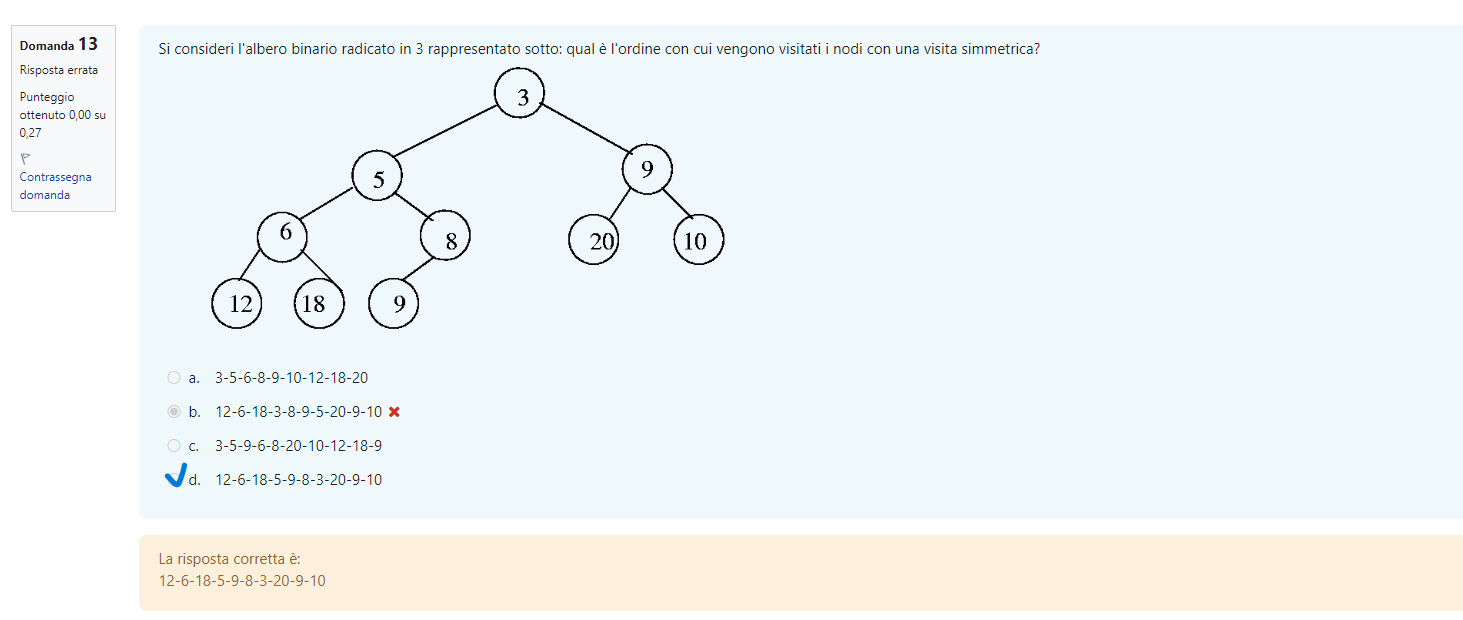 Domanda 13
Risposta errata
Punteggio
ottenuto 0,00 su
0,27
Contrassegna
domanda
Si consideri l'albero binario radicato in 3 rappresentato sotto: qual è l'ordine con cui vengono visitati i nodi con una visita simmetrica?
3
5
9
6
8
20
10
12
18
9
a. 3-5-6-8-9-10-12-18-20
b. 12-6-18-3-8-9-5-20-9-10
c. 3-5-9-6-8-20-10-12-18-9
d. 12-6-18-5-9-8-3-20-9-10
La risposta corretta è:
12-6-18-5-9-8-3-20-9-10